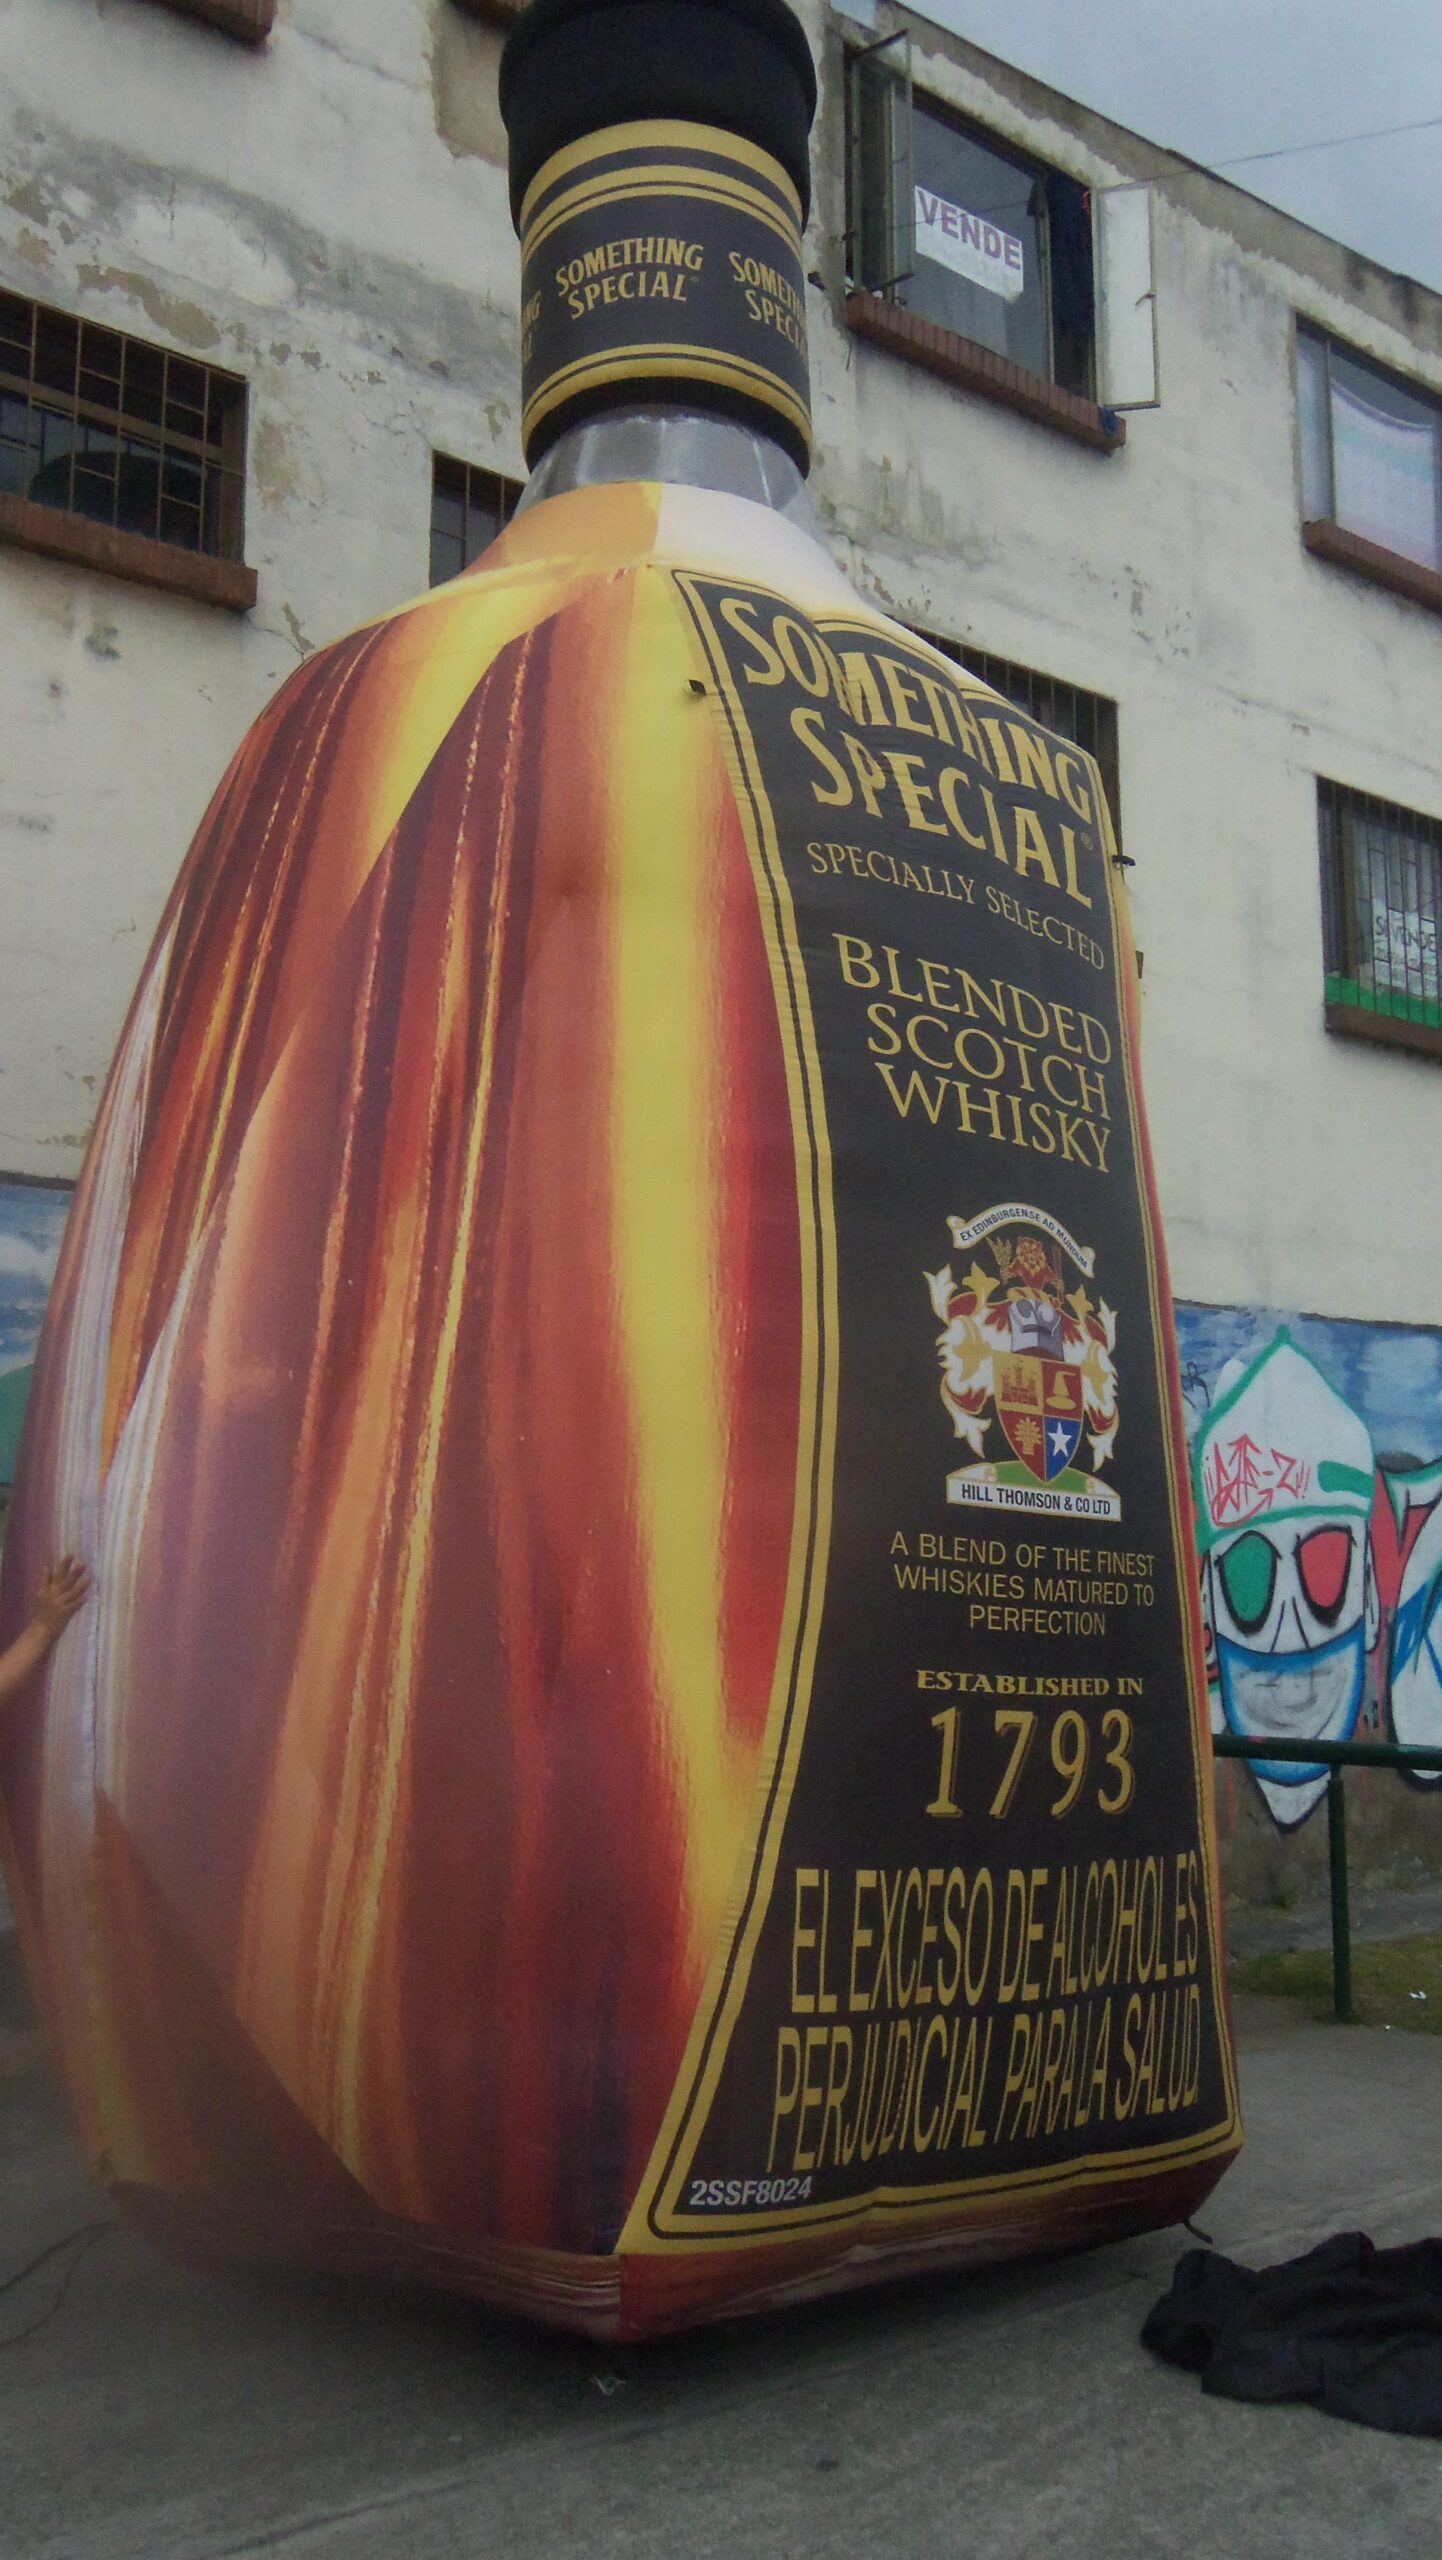 VENDE
SOMETHING
SPECIAL
SOMETHING
SPECIAL®
SPECIALLY SELECTED
BLENDED
SCOTCH
WHISKY
EX EDINBURGENSE AD MUNDUM
HILL THOMSON & CO LTD
A BLEND OF THE FINEST
WHISKIES MATURED TO
PERFECTION
ESTABLISHED IN
1793
EL EXCESO DE ALCOHOL ES
PERJUDICIAL PARA LA SALUD.
2SSF8024
SE VENDE